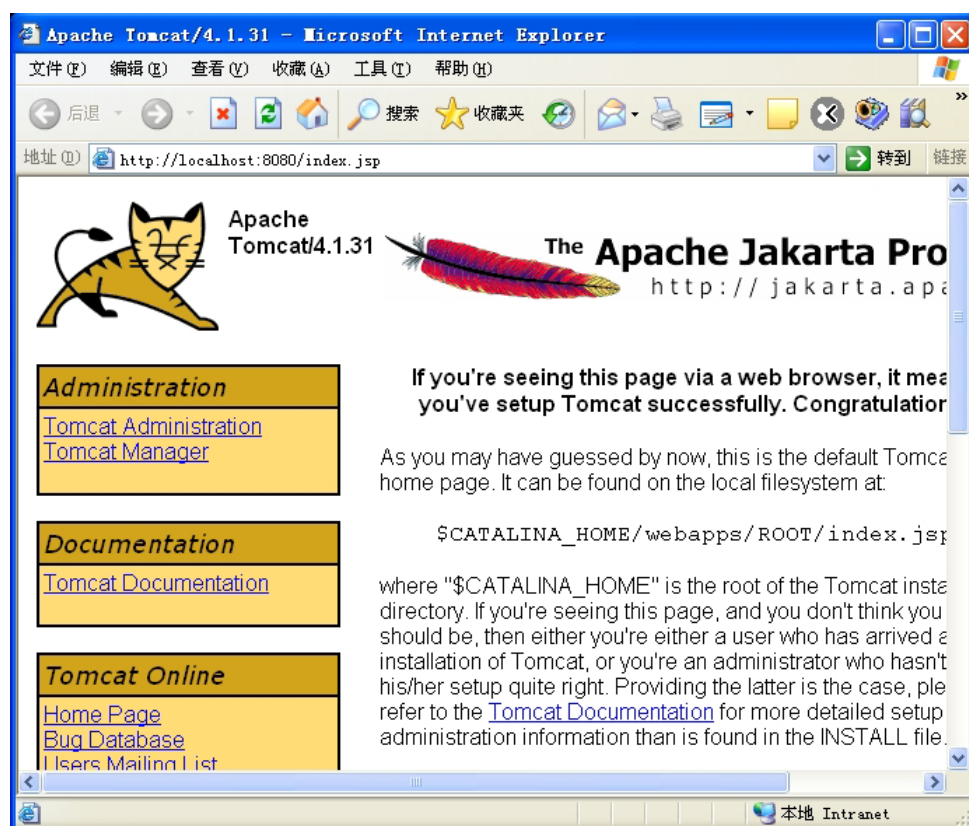 Apache Tomcat/4.1.31 - Microsoft Internet Explorer
文件(F) 编辑(E) 查看(V) 收藏(A) 工具(T) 帮助(H)
后退 搜索 收藏夹 »
地址(D) http://localhost:8080/index.jsp 转到 链接
Apache
Tomcat/4.1.31
The Apache Jakarta Pro
http://jakarta.apa
Administration
Tomcat Administration
Tomcat Manager
Documentation
Tomcat Documentation
Tomcat Online
Home Page
Bug Database
Users Mailing List
If you're seeing this page via a web browser, it mea
you've setup Tomcat successfully. Congratulation
As you may have guessed by now, this is the default Tomca
home page. It can be found on the local filesystem at:
$CATALINA_HOME/webapps/ROOT/index.jsp
where "$CATALINA_HOME" is the root of the Tomcat insta
directory. If you're seeing this page, and you don't think you
should be, then either you're either a user who has arrived a
installation of Tomcat, or you're an administrator who hasn't
his/her setup quite right. Providing the latter is the case, ple
refer to the Tomcat Documentation for more detailed setup
administration information than is found in the INSTALL file.
本地 Intranet